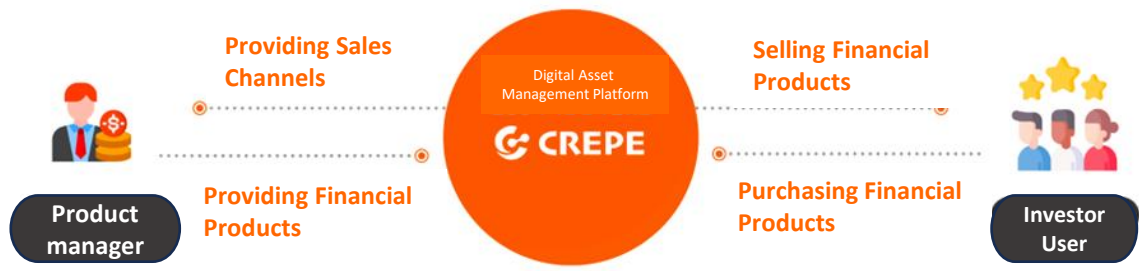 Providing Sales
Channels
Digital Asset
Management Platform
CREPE
Selling Financial
Products
$
Providing Financial
Products
Purchasing Financial
Products
Product
manager
Investor
User